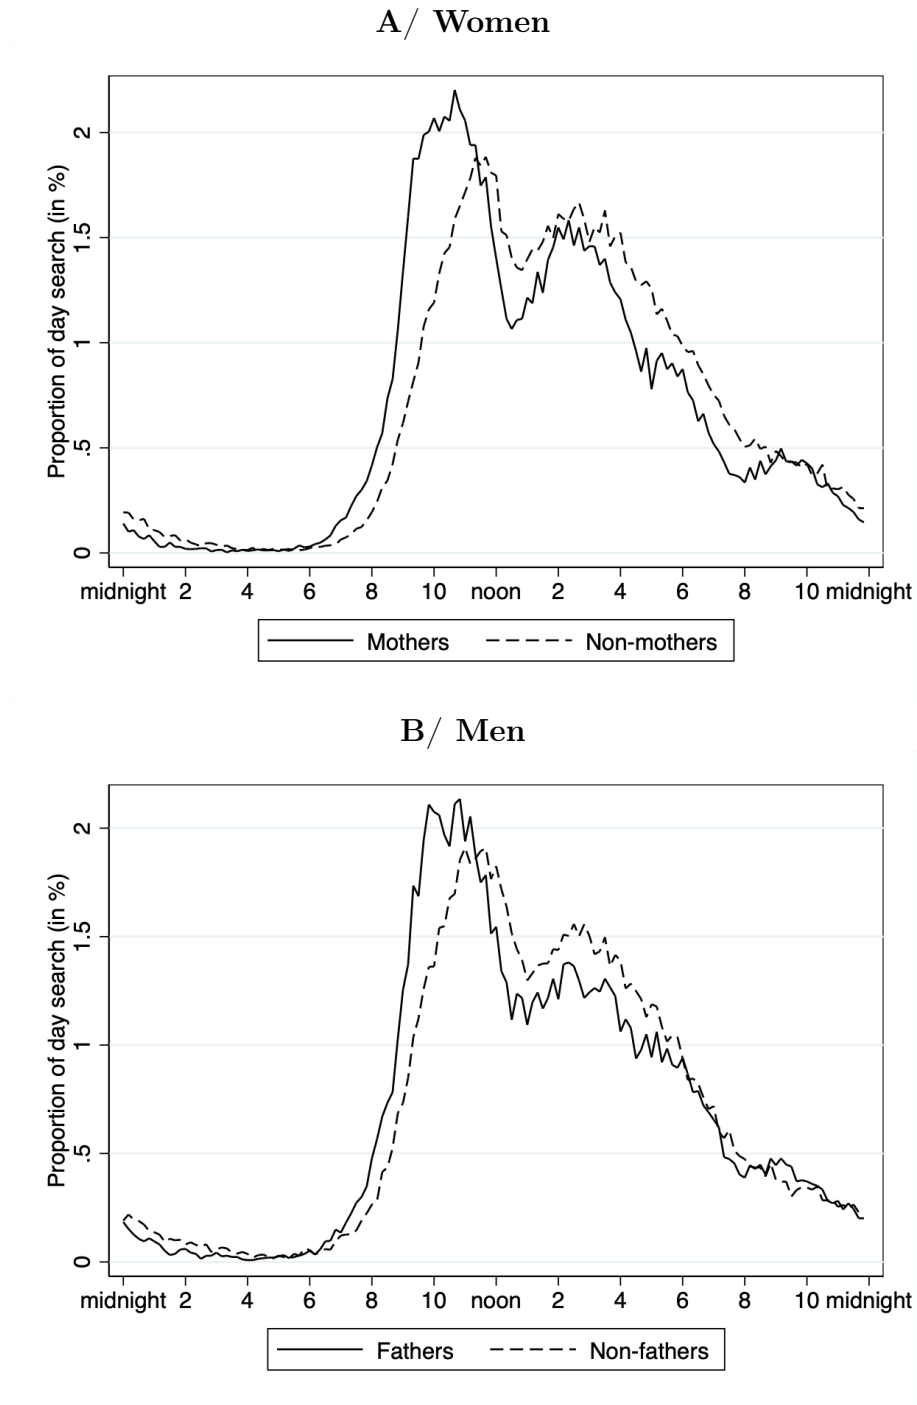 A/ Women
Proportion of day search (in %)
2
1.5
1
.5
0
midnight 2 4 6 8 10 noon 2 4 6 8 10 midnight
Mothers Non-mothers
B/ Men
Proportion of day search (in %)
2
1.5
1
.5
0
midnight 2 4 6 8 10 noon 2 4 6 8 10 midnight
Fathers Non-fathers